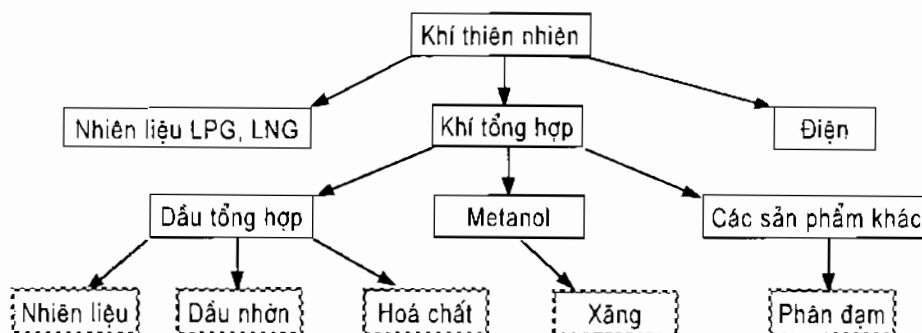 Khí thiên nhiên
Nhiên liệu LPG, LNG
Khí tổng hợp
Điện
Dầu tổng hợp
Metanol
Các sản phẩm khác
Nhiên liệu
Dầu nhờn
Hoá chất
Xăng
Phân đạm